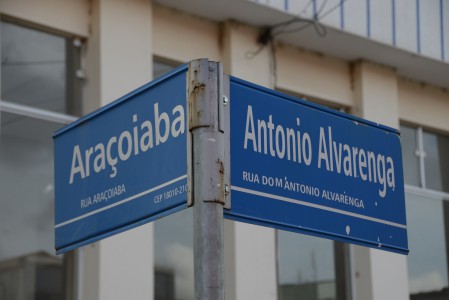 Araçoiaba
RUA ARAÇOIABA
CEP 18010-210
Antonio Alvarenga
RUA DOM ANTONIO ALVARENGA